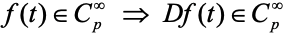 f(t) ∈ C_p^∞ ⇒ Df(t) ∈ C_p^∞